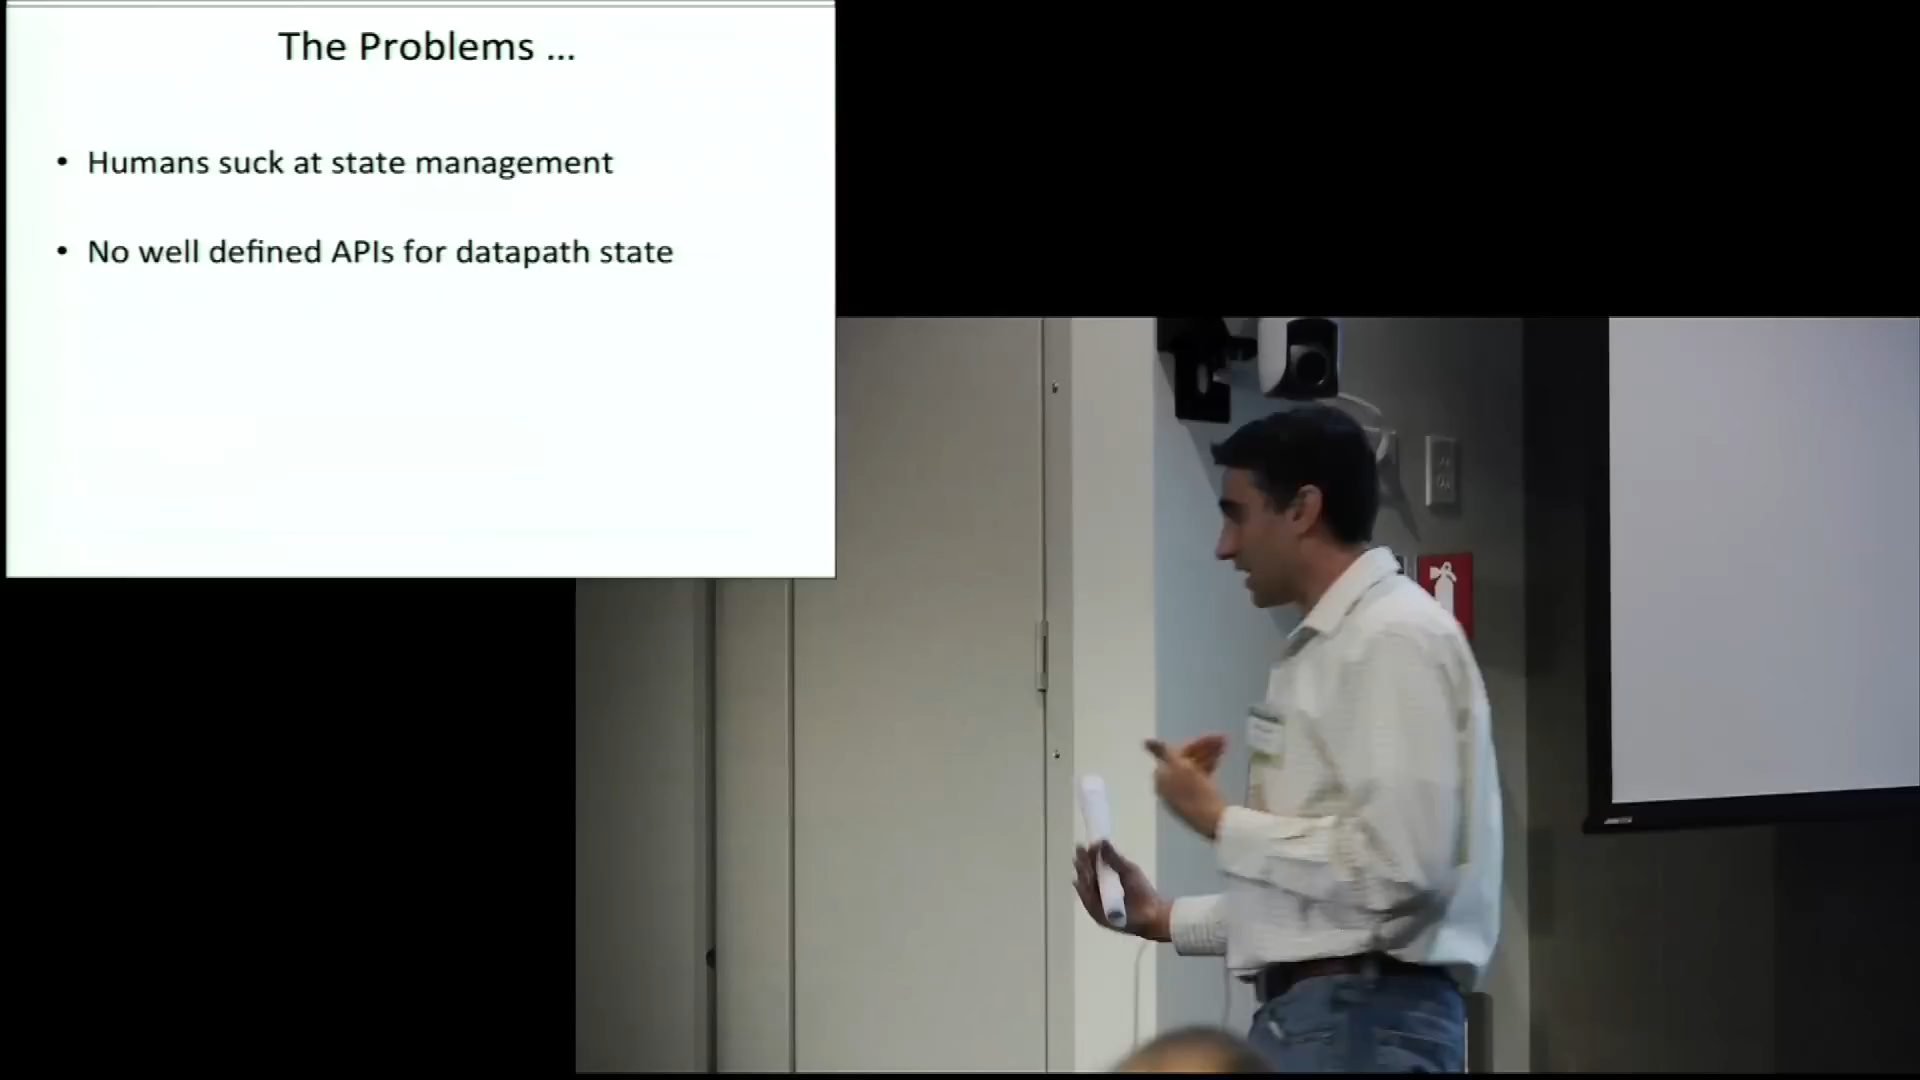 The Problems ...
• Humans suck at state management
• No well defined APIs for datapath state